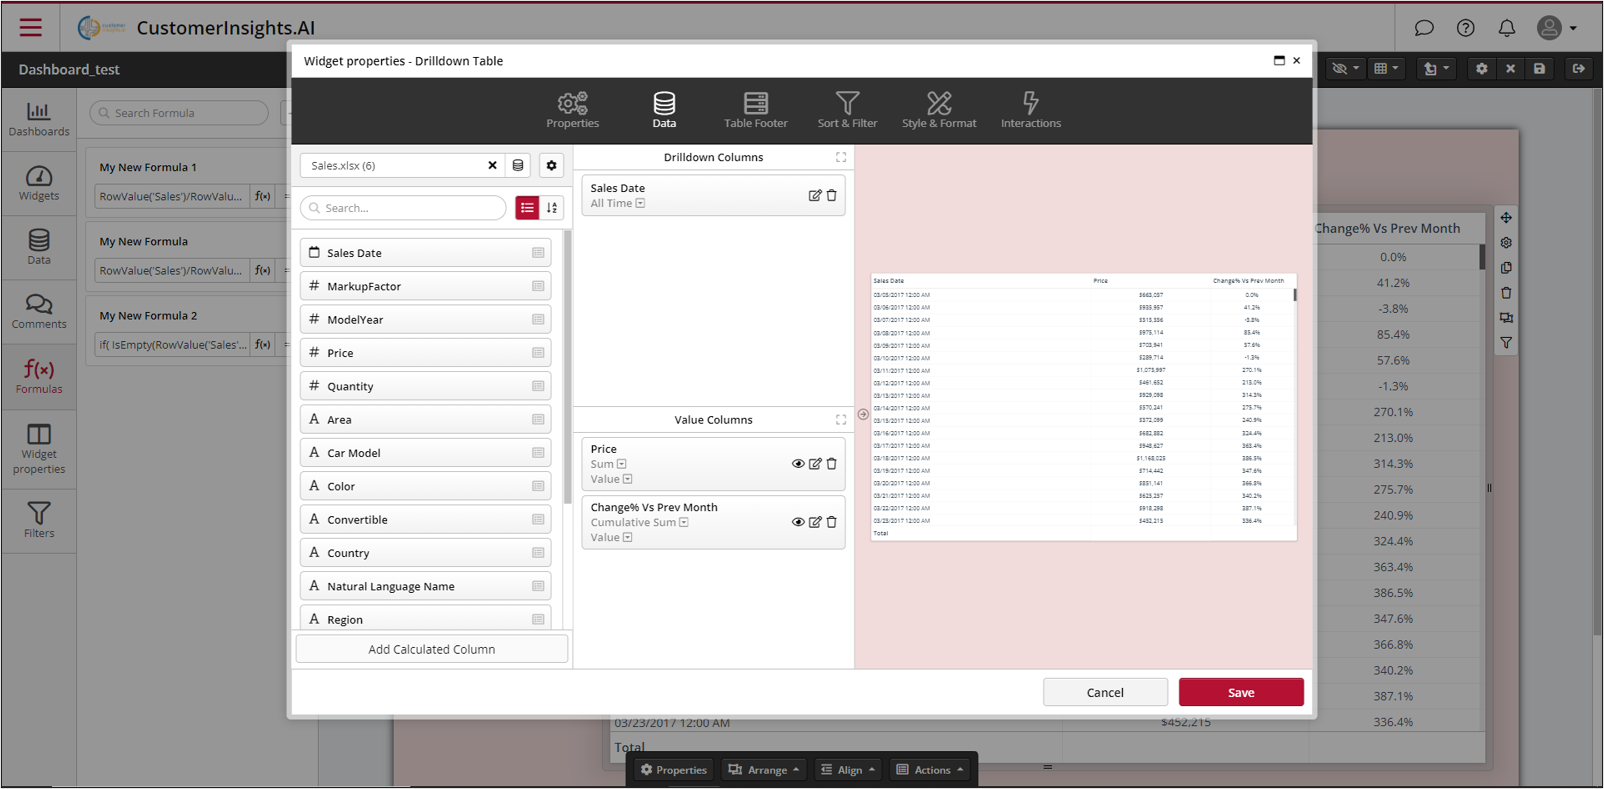 CustomerInsights.AI
Dashboard_test
Dashboards
Widgets
Data
Comments
f(x)
Formulas
Widget
properties
Filters
Search Formula
My New Formula 1
RowValue('Sales')/RowValu... f(x) =
My New Formula
RowValue('Sales')/RowValu... f(x) =
My New Formula 2
if( IsEmpty(RowValue('Sales'... f(x) =
Widget properties - Drilldown Table
Properties
Data
Table Footer
Sort & Filter
Style & Format
Interactions
Sales.xlsx (6)
Search...
Sales Date
# MarkupFactor
# ModelYear
# Price
# Quantity
A Area
A Car Model
A Color
A Convertible
A Country
A Natural Language Name
A Region
Add Calculated Column
Drilldown Columns
Sales Date
All Time
Value Columns
Price
Sum
Value
Change% Vs Prev Month
Cumulative Sum
Value
Sales Date Price Change% Vs Prev Month
03/05/2017 12:00 AM $663,057 0.0%
03/06/2017 12:00 AM $935,957 41.2%
03/07/2017 12:00 AM $515,336 -3.8%
03/08/2017 12:00 AM $975,114 85.4%
03/09/2017 12:00 AM $703,941 57.6%
03/10/2017 12:00 AM $289,714 -1.3%
03/11/2017 12:00 AM $1,075,997 270.1%
03/12/2017 12:00 AM $461,652 213.0%
03/13/2017 12:00 AM $929,098 314.3%
03/14/2017 12:00 AM $570,241 275.7%
03/15/2017 12:00 AM $372,099 240.9%
03/16/2017 12:00 AM $682,882 324.4%
03/17/2017 12:00 AM $948,627 363.4%
03/18/2017 12:00 AM $1,168,025 386.5%
03/19/2017 12:00 AM $714,442 347.6%
03/20/2017 12:00 AM $851,141 366.8%
03/21/2017 12:00 AM $625,257 340.2%
03/22/2017 12:00 AM $918,298 387.1%
03/23/2017 12:00 AM $452,215 336.4%
Total
Cancel
Save
Change% Vs Prev Month
0.0%
41.2%
-3.8%
85.4%
57.6%
-1.3%
270.1%
213.0%
314.3%
275.7%
240.9%
324.4%
363.4%
386.5%
347.6%
366.8%
340.2%
387.1%
03/23/2017 12:00 AM $452,215 336.4%
Total
Properties
Arrange
Align
Actions